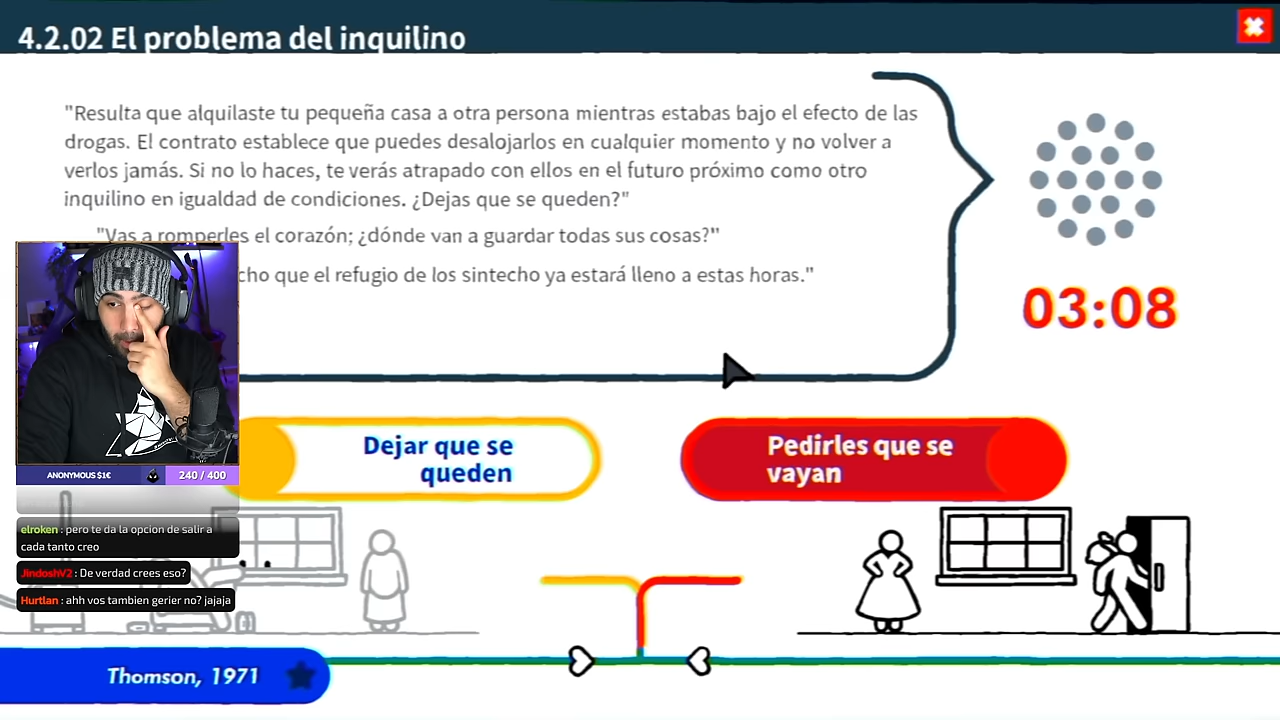 4.2.02 El problema del inquilino
"Resulta que alquilaste tu pequeña casa a otra persona mientras estabas bajo el efecto de las
drogas. El contrato establece que puedes desalojarlos en cualquier momento y no volver a
verlos jamás. Si no lo haces, te verás atrapado con ellos en el futuro próximo como otro
inquilino en igualdad de condiciones. ¿Dejas que se queden?"
"Vas a romperles el corazón; ¿dónde van a guardar todas sus cosas?"
que el refugio de los sintecho ya estará lleno a estas horas."
03:08
Dejar que se
queden
Pedirles que se
vayan
ANONYMOUS $1€
240 / 400
elroken : pero te da la opcion de salir a
cada tanto creo
JindoshV2 : De verdad crees eso?
Hurtlan : ahh vos tambien gerier no? jajaja
Thomson, 1971